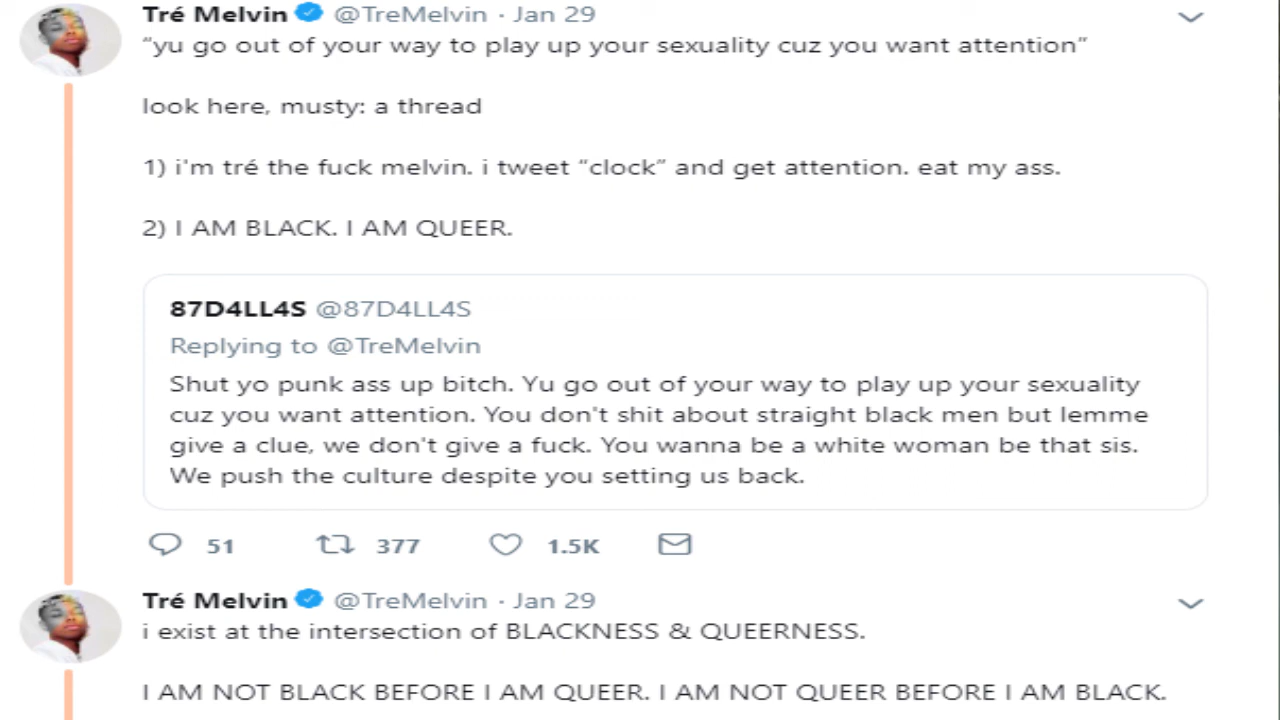 Tré Melvin @TreMelvin · Jan 29
“yu go out of your way to play up your sexuality cuz you want attention”
look here, musty: a thread
1) i'm tré the fuck melvin. i tweet “clock” and get attention. eat my ass.
2) I AM BLACK. I AM QUEER.
87D4LL4S @87D4LL4S
Replying to @TreMelvin
Shut yo punk ass up bitch. Yu go out of your way to play up your sexuality
cuz you want attention. You don't shit about straight black men but lemme
give a clue, we don't give a fuck. You wanna be a white woman be that sis.
We push the culture despite you setting us back.
51 377 1.5K
Tré Melvin @TreMelvin · Jan 29
i exist at the intersection of BLACKNESS & QUEERNESS.
I AM NOT BLACK BEFORE I AM QUEER. I AM NOT QUEER BEFORE I AM BLACK.